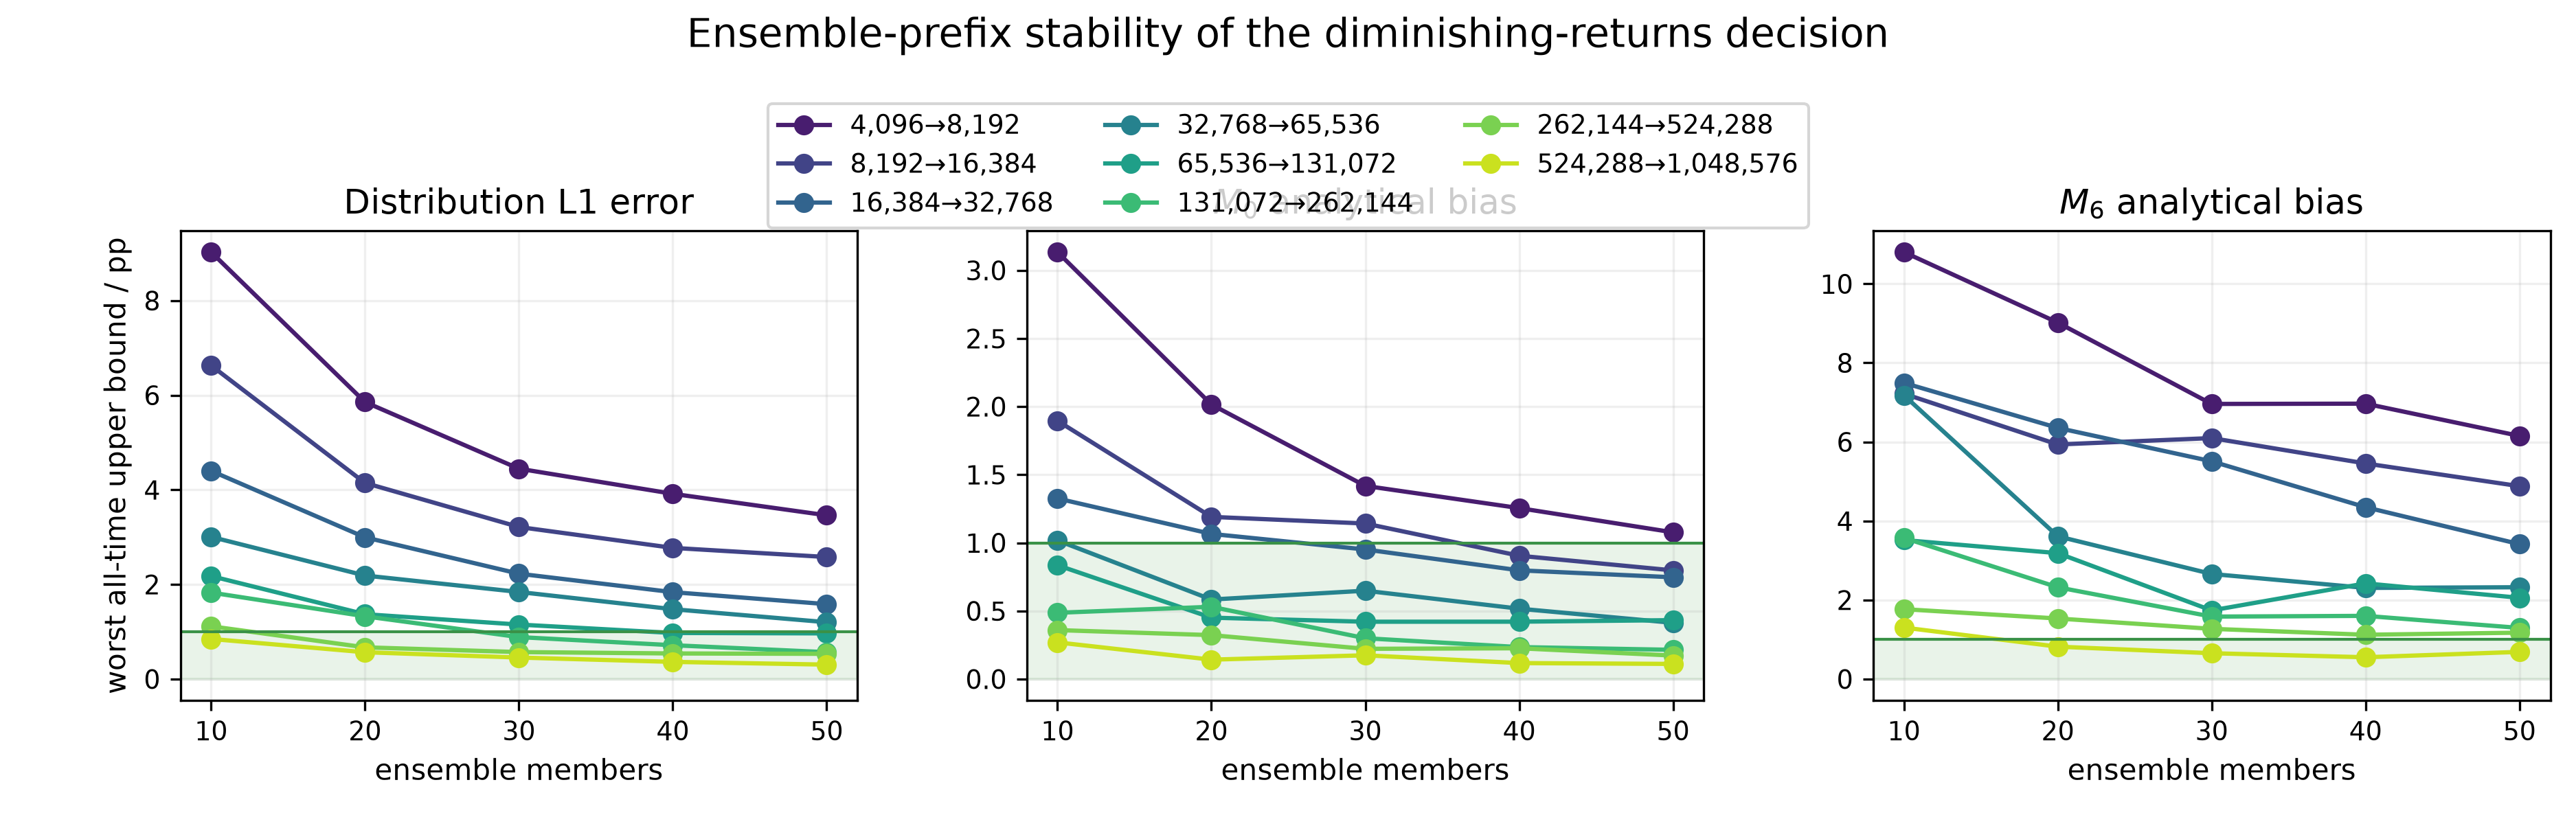 Ensemble-prefix stability of the diminishing-returns decision
4,096→8,192
8,192→16,384
16,384→32,768
32,768→65,536
65,536→131,072
131,072→262,144
262,144→524,288
524,288→1,048,576
Distribution L1 error
worst all-time upper bound / pp
8
6
4
2
0
10 20 30 40 50
ensemble members
M₆ analytical bias
3.0
2.5
2.0
1.5
1.0
0.5
0.0
10 20 30 40 50
ensemble members
M₆ analytical bias
10
8
6
4
2
0
10 20 30 40 50
ensemble members